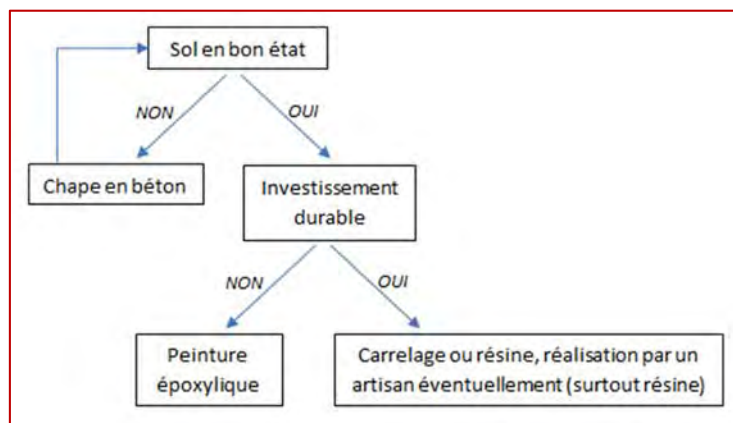 Sol en bon état
NON
OUI
Chape en béton
Investissement
durable
NON
OUI
Peinture
époxylique
Carrelage ou résine, réalisation par un
artisan éventuellement (surtout résine)